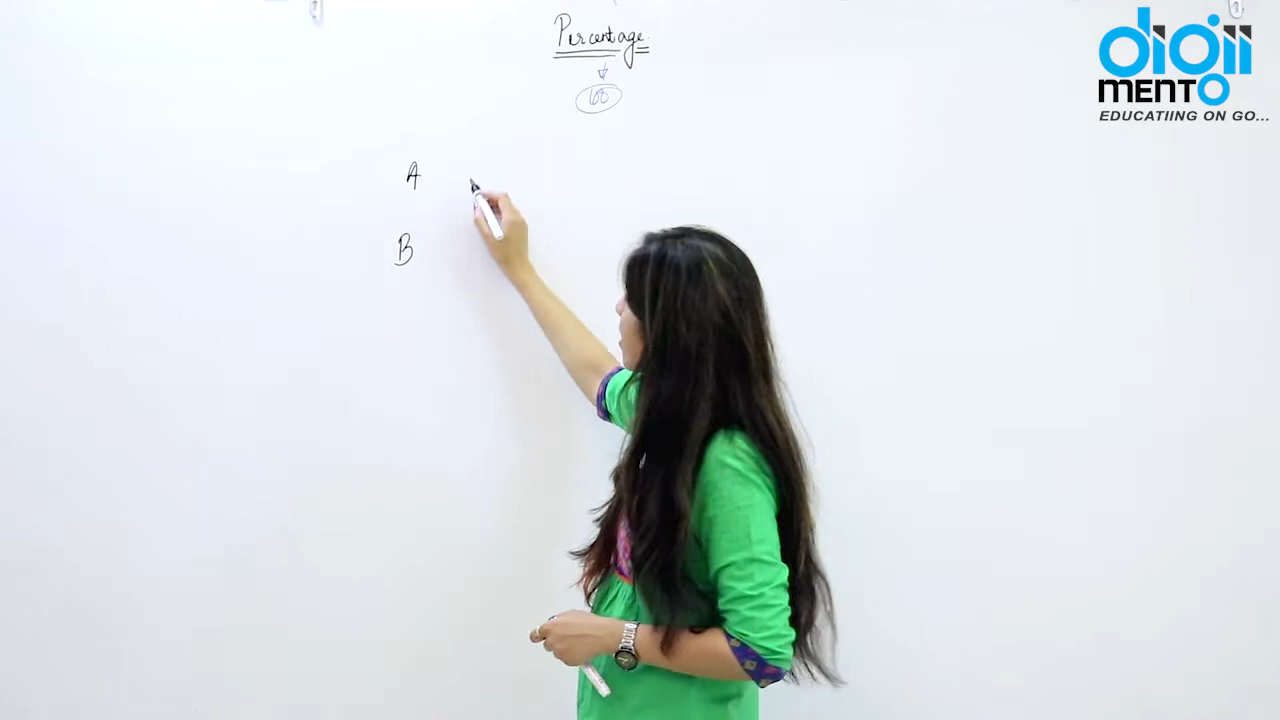 Percentage
100
A
B
DIGII
MENTO
EDUCATIING ON GO...